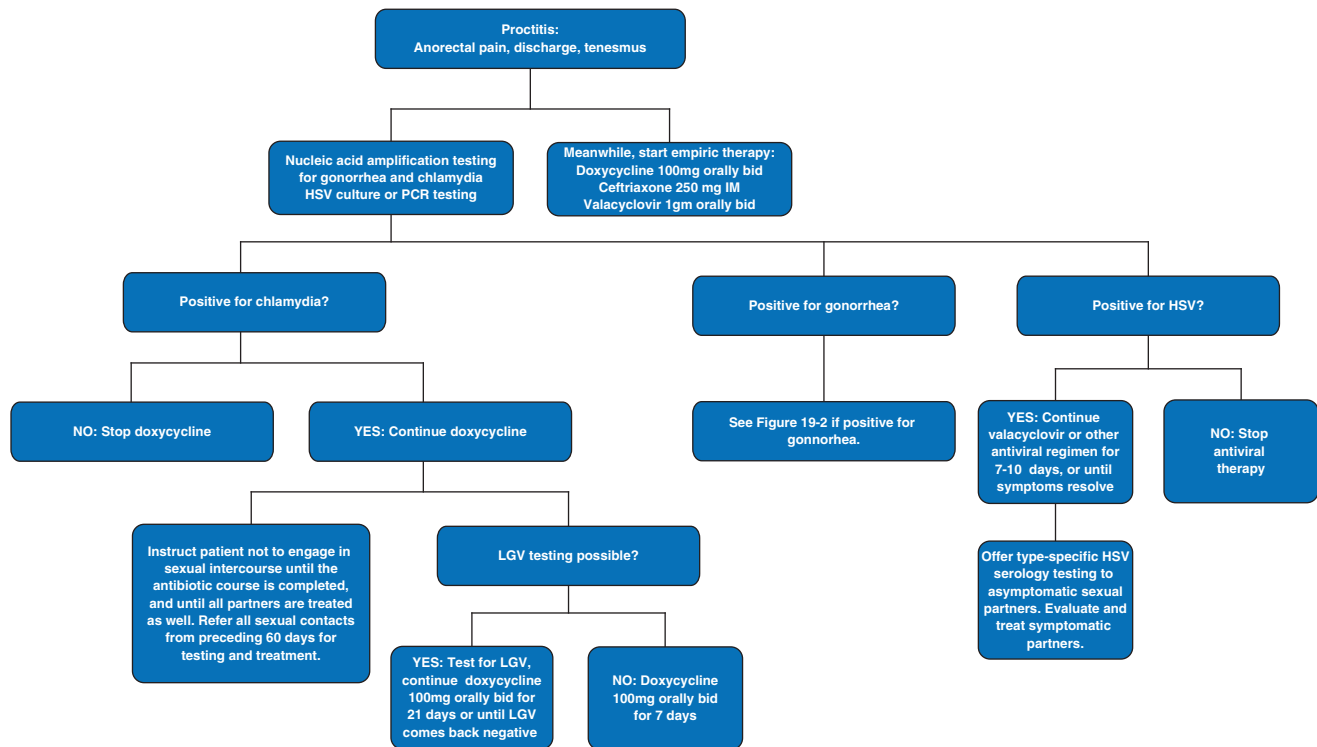 Proctitis:
Anorectal pain, discharge, tenesmus
Nucleic acid amplification testing
for gonorrhea and chlamydia
HSV culture or PCR testing
Meanwhile, start empiric therapy:
Doxycycline 100mg orally bid
Ceftriaxone 250 mg IM
Valacyclovir 1gm orally bid
Positive for chlamydia?
Positive for gonorrhea?
Positive for HSV?
NO: Stop doxycycline
YES: Continue doxycycline
See Figure 19-2 if positive for
gonnorhea.
YES: Continue
valacyclovir or other
antiviral regimen for
7-10 days, or until
symptoms resolve
NO: Stop
antiviral
therapy
Instruct patient not to engage in
sexual intercourse until the
antibiotic course is completed,
and until all partners are treated
as well. Refer all sexual contacts
from preceding 60 days for
testing and treatment.
LGV testing possible?
Offer type-specific HSV
serology testing to
asymptomatic sexual
partners. Evaluate and
treat symptomatic
partners.
YES: Test for LGV,
continue doxycycline
100mg orally bid for
21 days or until LGV
comes back negative
NO: Doxycycline
100mg orally bid
for 7 days